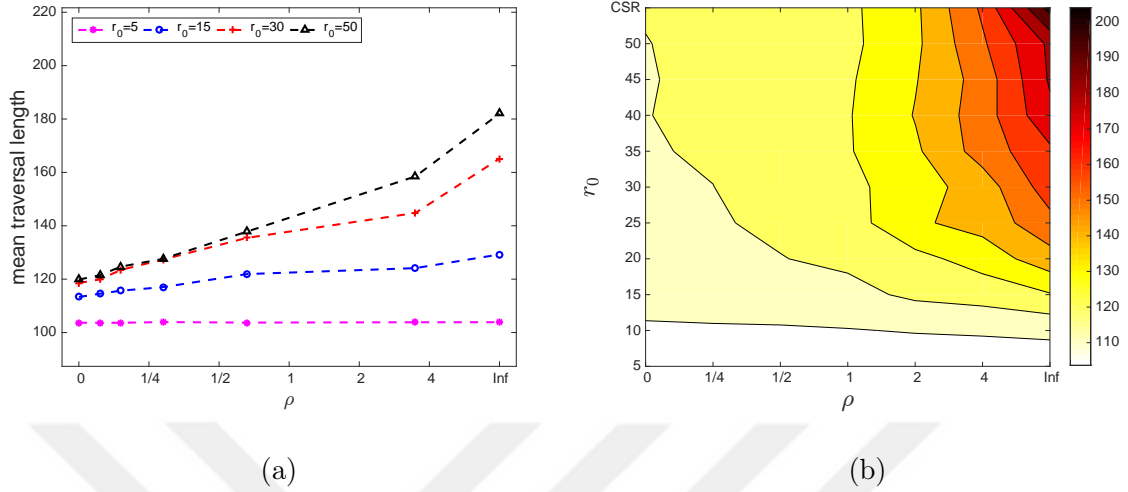 r₀=5 r₀=15 r₀=30 r₀=50
220
200
180
160
140
120
100
mean traversal length
0 1/4 1/2 1 2 4 Inf
ρ
(a)
CSR
50
45
40
35
30
25
20
15
10
5
r₀
0 1/4 1/2 1 2 4 Inf
ρ
200
190
180
170
160
150
140
130
120
110
(b)